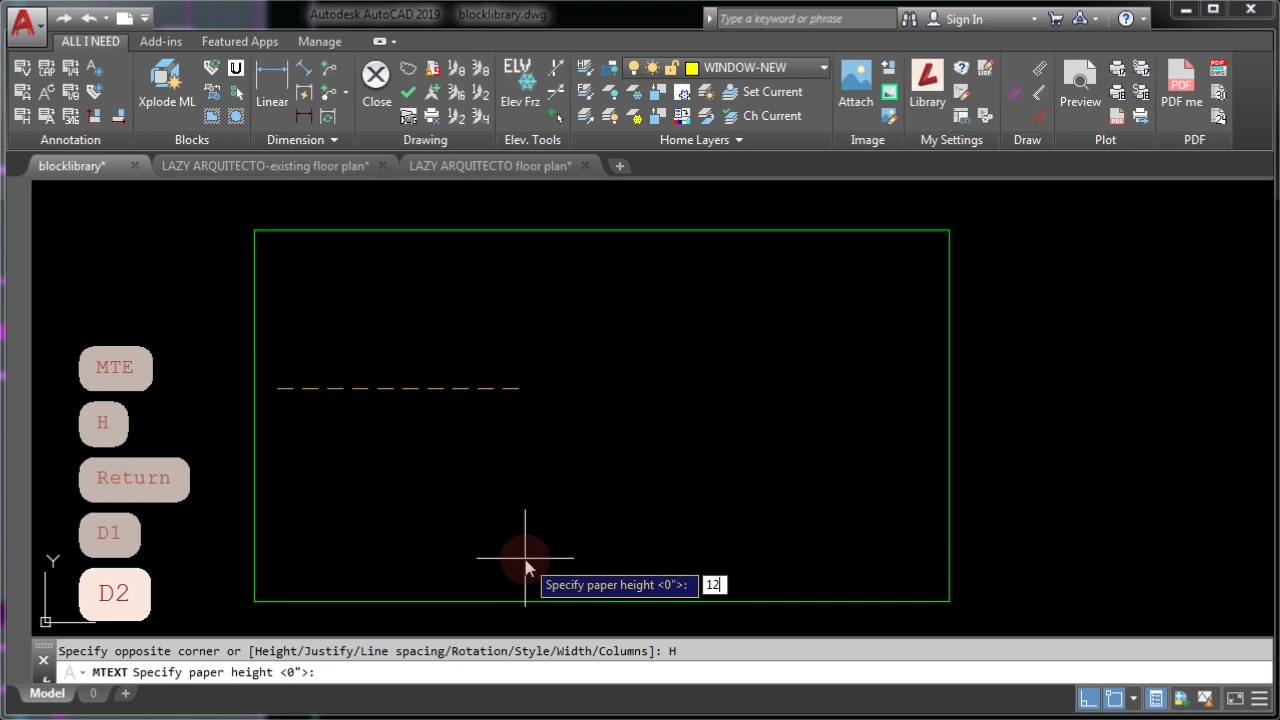 Autodesk AutoCAD 2019 blocklibrary.dwg
Type a keyword or phrase
Sign In
ALL I NEED Add-ins Featured Apps Manage
ELV
WINDOW-NEW
Set Current
Ch Current
Xplode ML
Linear
Close
Elev Frz
Attach
Library
Preview
PDF me
Annotation Blocks Dimension Drawing Elev. Tools Home Layers Image My Settings Draw Plot PDF
blocklibrary* LAZY ARQUITECTO-existing floor plan* LAZY ARQUITECTO floor plan*
MTE
H
Return
D1
D2
Y
Specify paper height <0">: 12
Specify opposite corner or [Height/Justify/Line spacing/Rotation/Style/Width/Columns]: H
MTEXT Specify paper height <0">:
Model 0